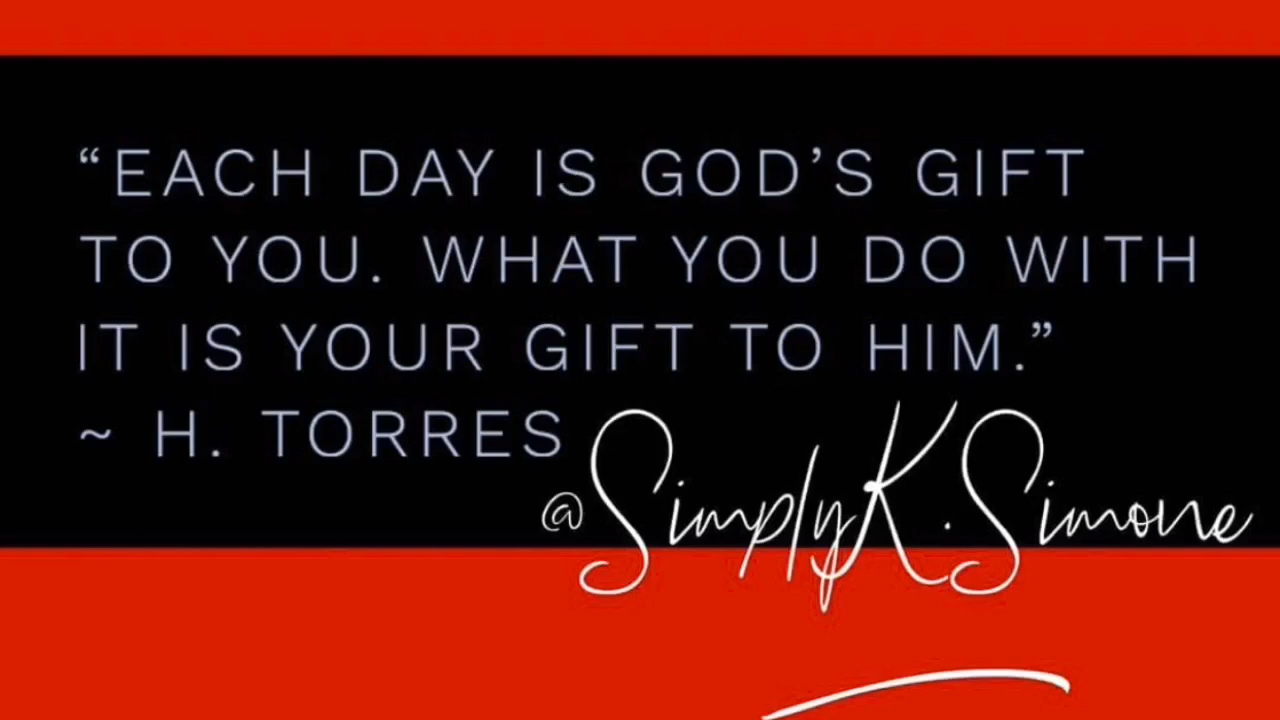 “EACH DAY IS GOD’S GIFT
TO YOU. WHAT YOU DO WITH
IT IS YOUR GIFT TO HIM.”
~ H. TORRES
@SimplyK.Simone